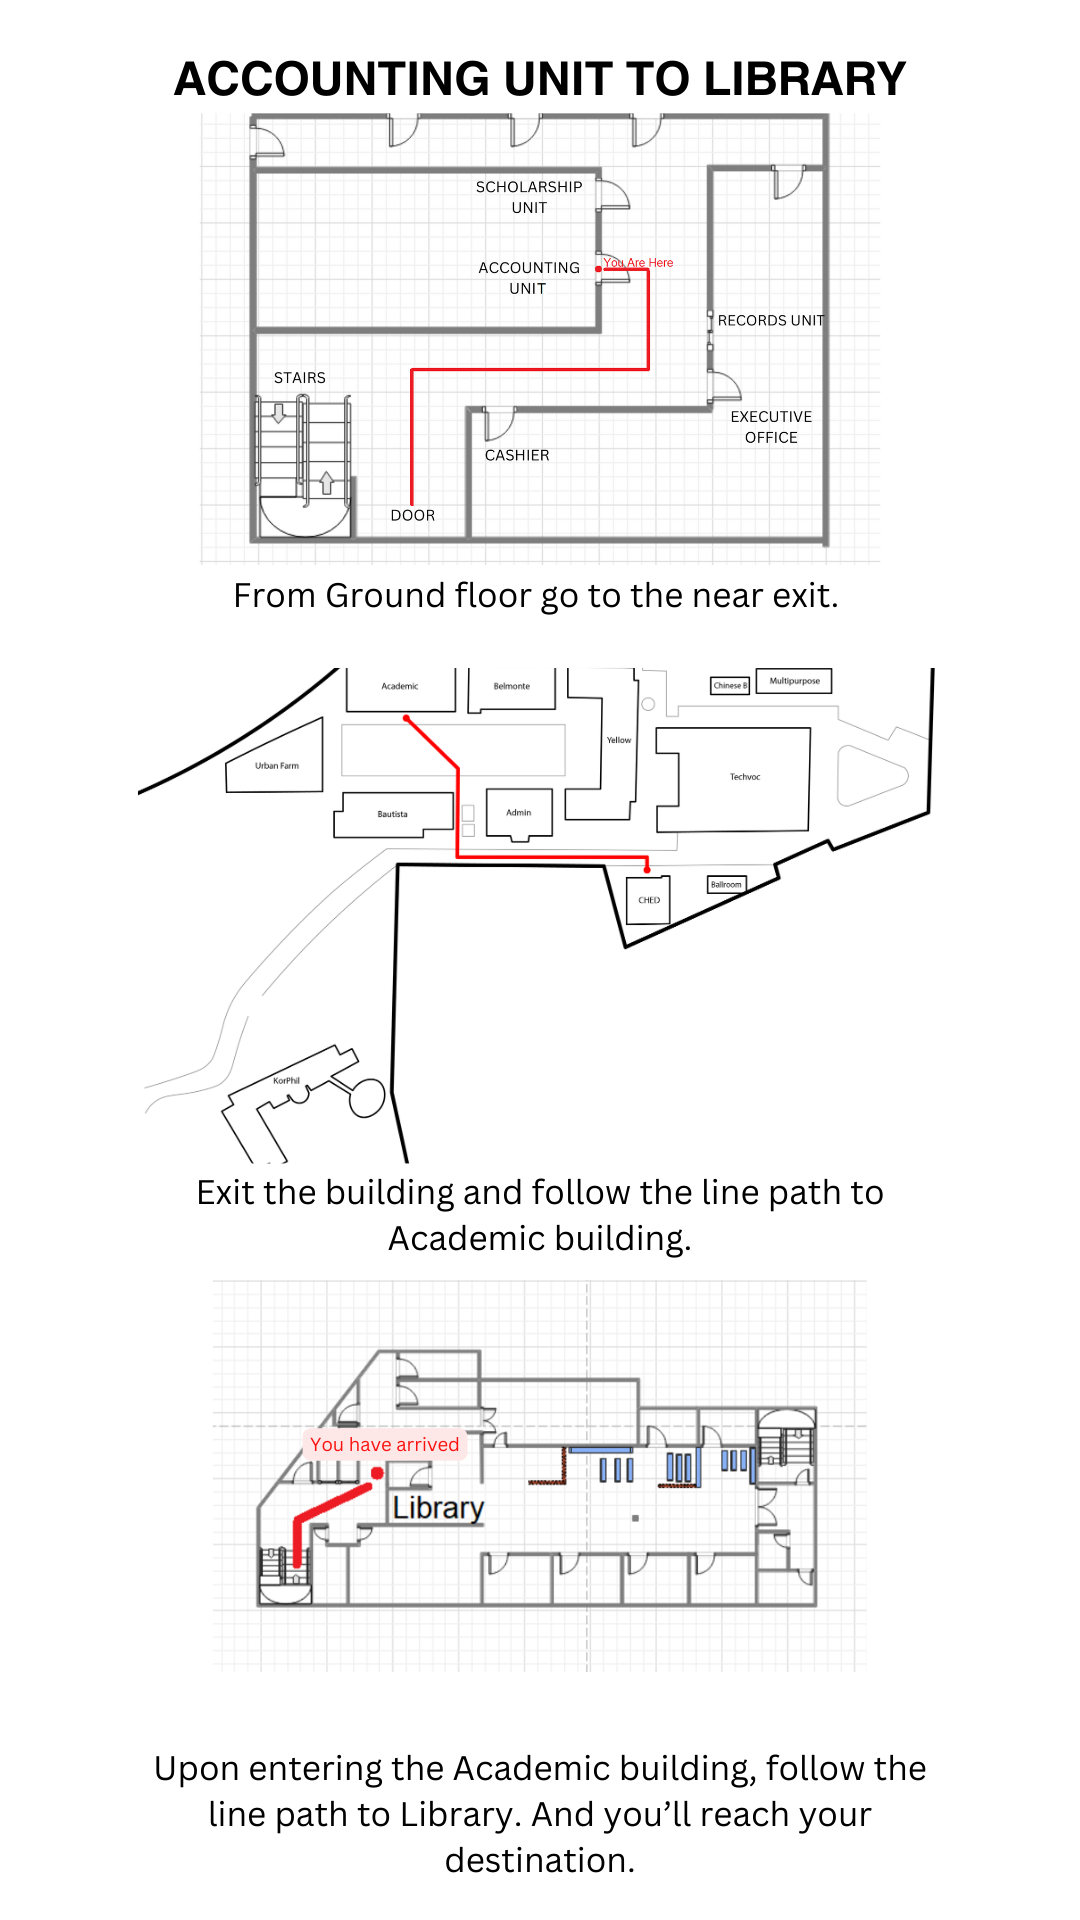 ACCOUNTING UNIT TO LIBRARY
SCHOLARSHIP
UNIT
You Are Here
ACCOUNTING
UNIT
RECORDS UNIT
STAIRS
EXECUTIVE
OFFICE
CASHIER
DOOR
From Ground floor go to the near exit.
Academic
Belmonte
Chinese B
Multipurpose
Yellow
Urban Farm
Techvoc
Bautista
Admin
Ballroom
CHED
KorPhil
Exit the building and follow the line path to
Academic building.
You have arrived
Library
Upon entering the Academic building, follow the
line path to Library. And you’ll reach your
destination.